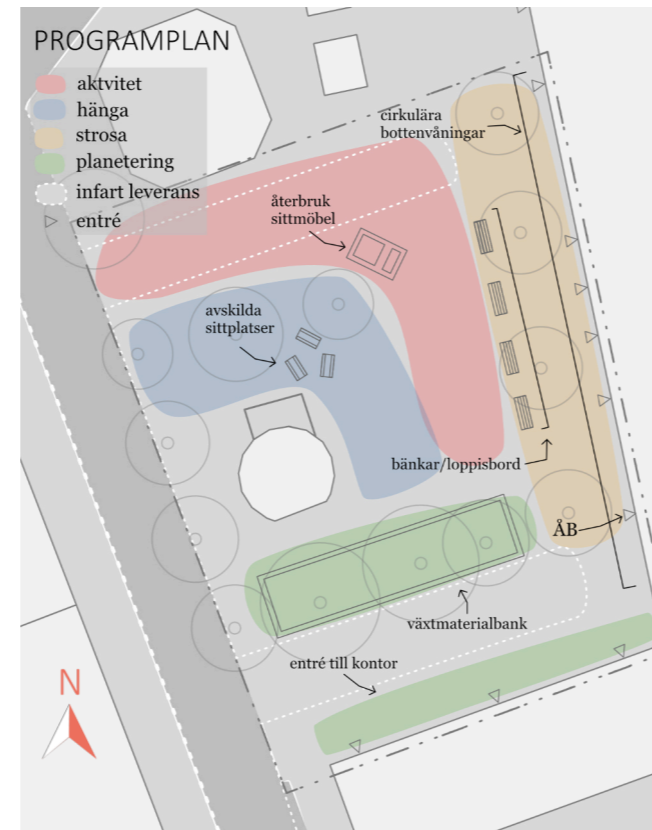 PROGRAMPLAN
aktvitet
hänga
strosa
planetering
infart leverans
entré
cirkulära
bottenvåningar
återbruk
sittmöbel
avskilda
sittplatser
bänkar/loppisbord
ÅB
växtmaterialbank
entré till kontor
N